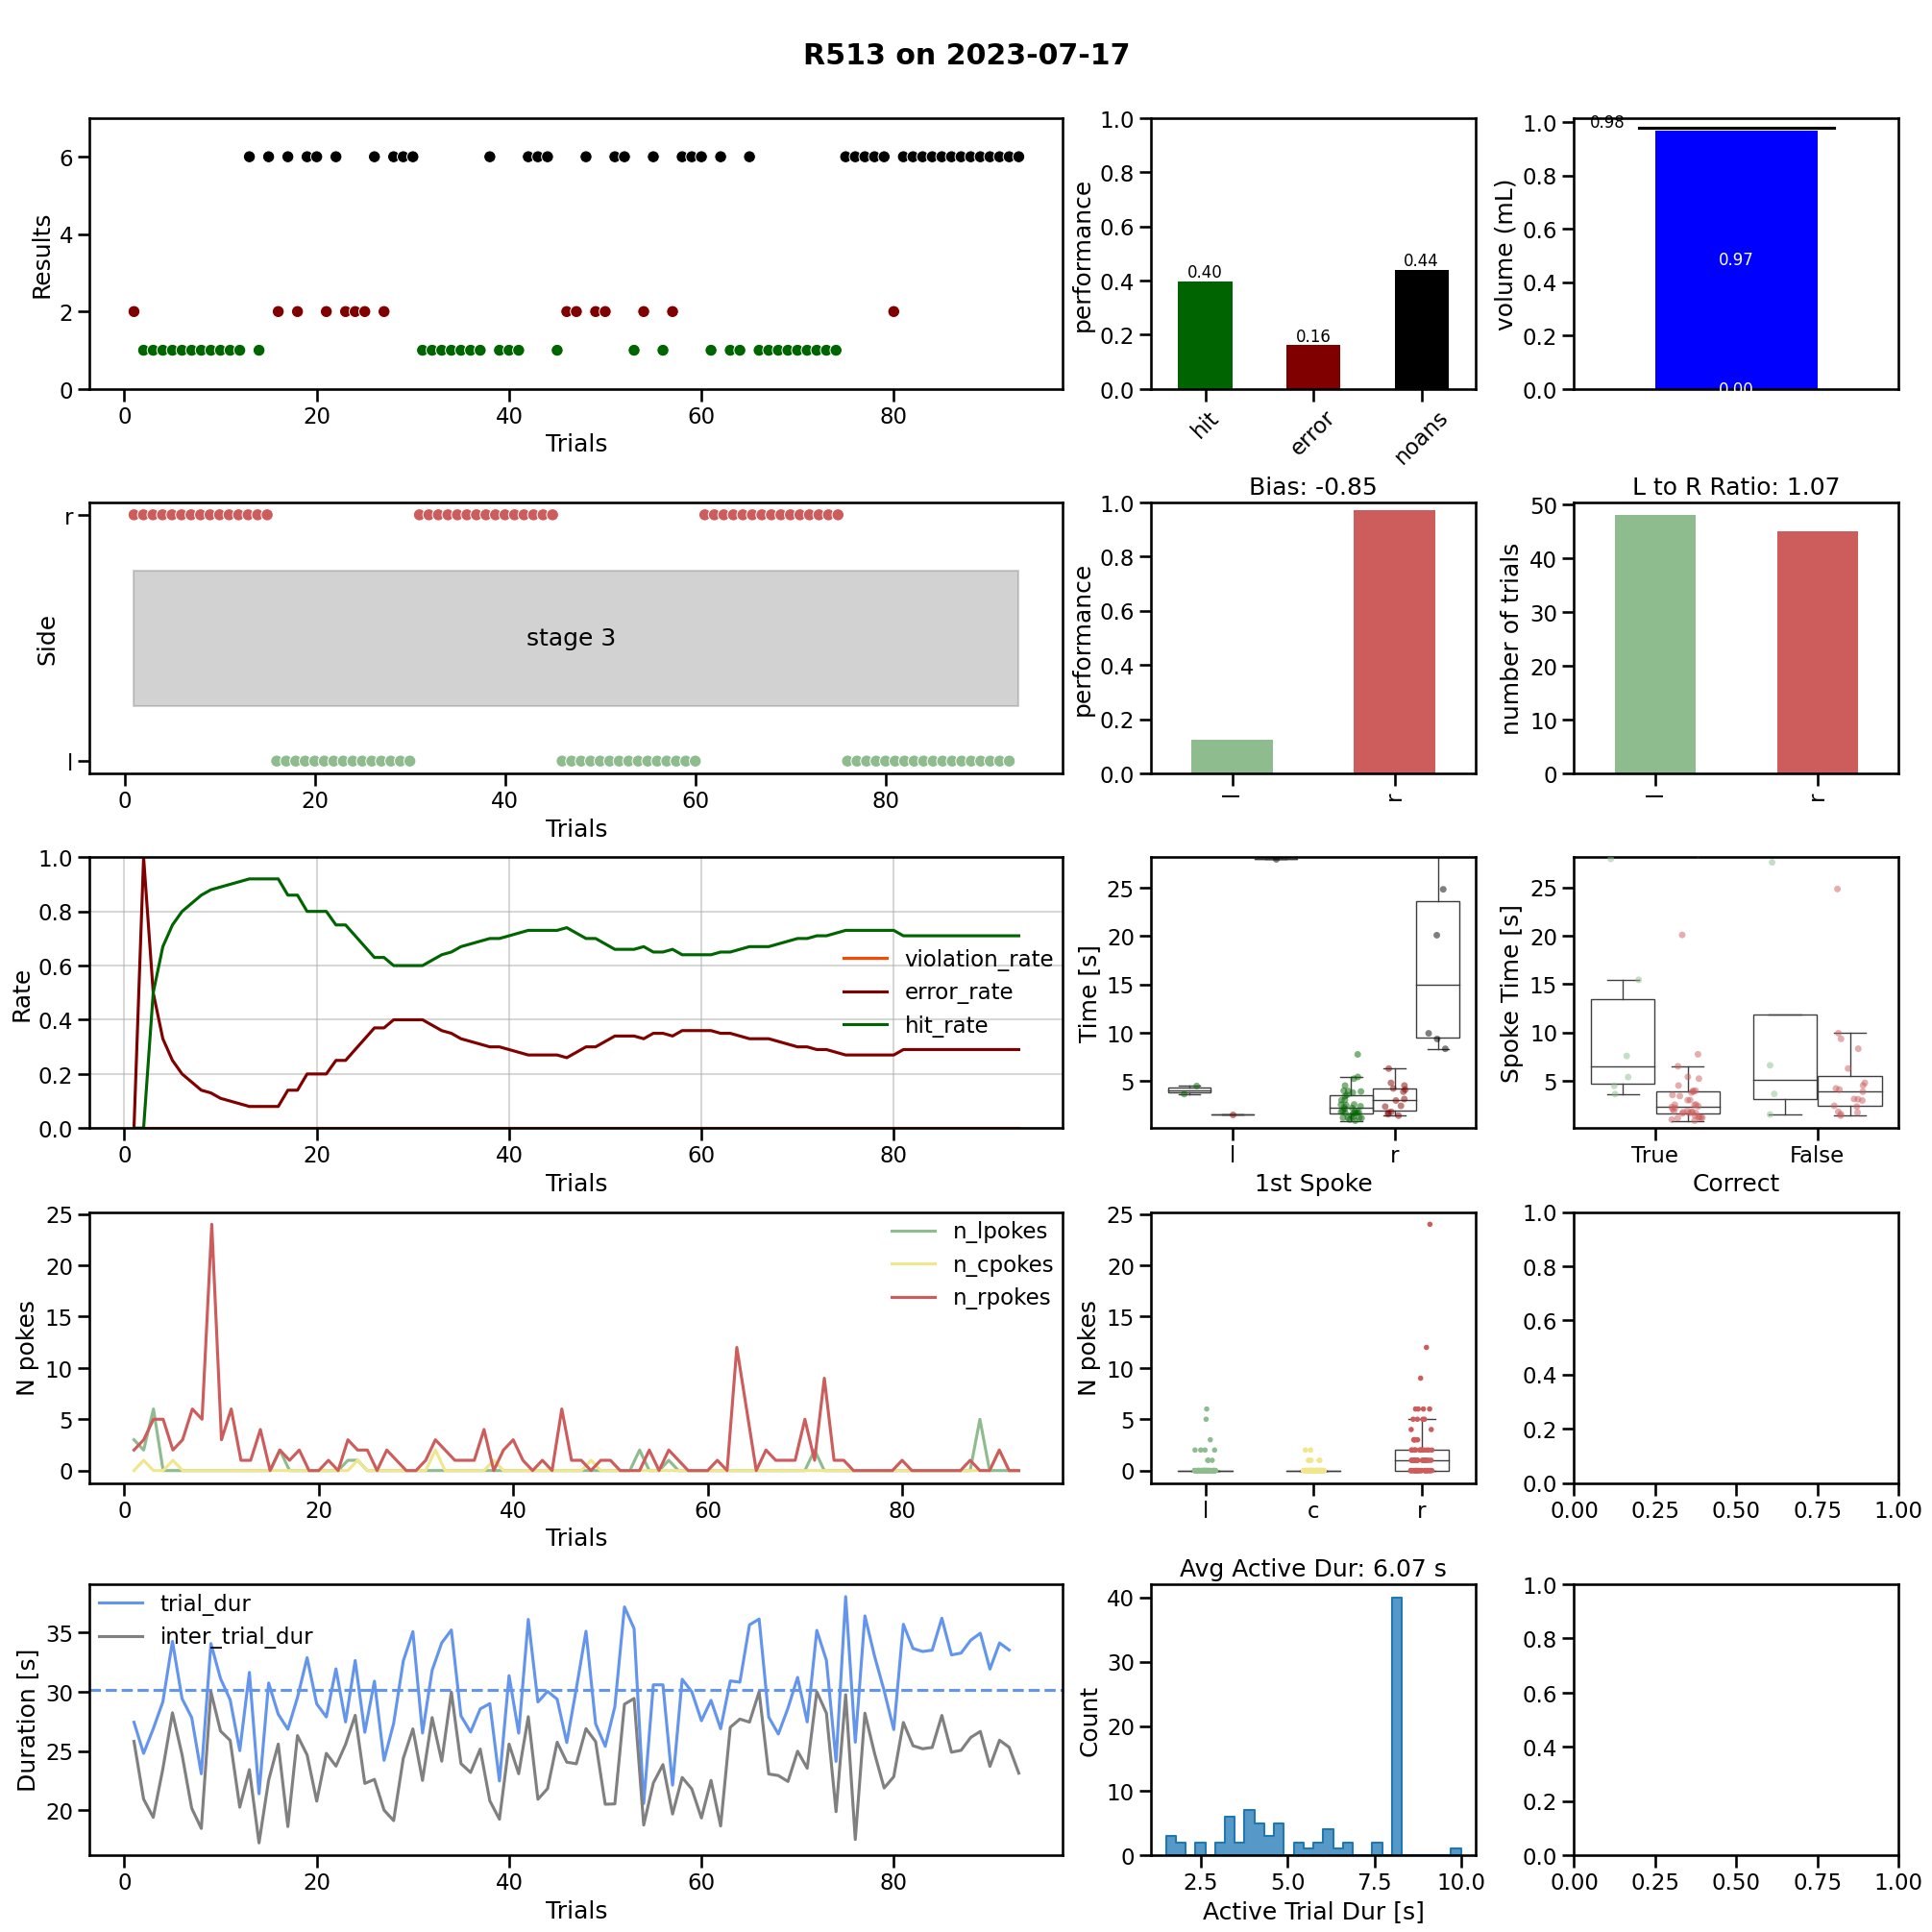 R513 on 2023-07-17
Results
6
4
2
0
0 20 40 60 80
Trials
performance
1.0
0.8
0.6
0.4
0.2
0.0
0.40
0.16
0.44
hit error noans
volume (mL)
1.0
0.8
0.6
0.4
0.2
0.0
0.98
0.97
0.00
Side
r
stage 3
l
0 20 40 60 80
Trials
Bias: -0.85
performance
1.0
0.8
0.6
0.4
0.2
0.0
l r
L to R Ratio: 1.07
number of trials
50
40
30
20
10
0
l r
Rate
1.0
0.8
0.6
0.4
0.2
0.0
violation_rate
error_rate
hit_rate
0 20 40 60 80
Trials
Time [s]
25
20
15
10
5
l r
1st Spoke
Spoke Time [s]
25
20
15
10
5
True False
Correct
N pokes
25
20
15
10
5
0
n_lpokes
n_cpokes
n_rpokes
0 20 40 60 80
Trials
N pokes
25
20
15
10
5
0
l c r
1.0
0.8
0.6
0.4
0.2
0.0
0.00 0.25 0.50 0.75 1.00
Duration [s]
35
30
25
20
trial_dur
inter_trial_dur
0 20 40 60 80
Trials
Avg Active Dur: 6.07 s
Count
40
30
20
10
0
2.5 5.0 7.5 10.0
Active Trial Dur [s]
1.0
0.8
0.6
0.4
0.2
0.0
0.00 0.25 0.50 0.75 1.00